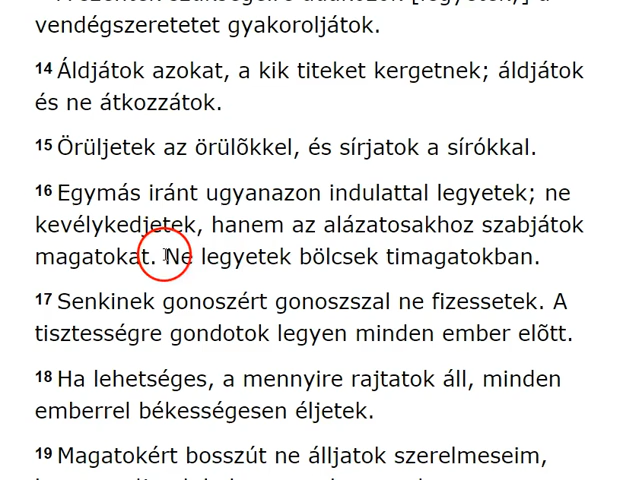 vendégszeretetet gyakoroljátok.
14 Áldjátok azokat, a kik titeket kergetnek; áldjátok
és ne átkozzátok.
15 Örüljetek az örülõkkel, és sírjatok a sírókkal.
16 Egymás iránt ugyanazon indulattal legyetek; ne
kevélykedjetek, hanem az alázatosakhoz szabjátok
magatokat. Ne legyetek bölcsek timagatokban.
17 Senkinek gonoszért gonoszszal ne fizessetek. A
tisztességre gondotok legyen minden ember elõtt.
18 Ha lehetséges, a mennyire rajtatok áll, minden
emberrel békességesen éljetek.
19 Magatokért bosszút ne álljatok szerelmeseim,